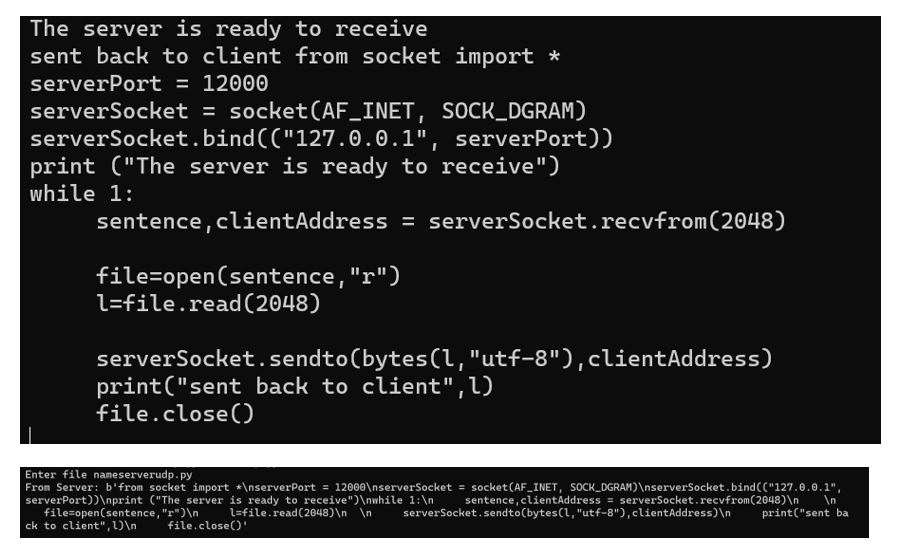 The server is ready to receive
sent back to client from socket import *
serverPort = 12000
serverSocket = socket(AF_INET, SOCK_DGRAM)
serverSocket.bind(("127.0.0.1", serverPort))
print ("The server is ready to receive")
while 1:
     sentence,clientAddress = serverSocket.recvfrom(2048)
     file=open(sentence,"r")
     l=file.read(2048)
     serverSocket.sendto(bytes(l,"utf-8"),clientAddress)
     print("sent back to client",l)
     file.close()
Enter file nameserverudp.py
From Server: b'from socket import *\nserverPort = 12000\nserverSocket = socket(AF_INET, SOCK_DGRAM)\nserverSocket.bind(("127.0.0.1",
serverPort))\nprint ("The server is ready to receive")\nwhile 1:\n     sentence,clientAddress = serverSocket.recvfrom(2048)\n     \n
   file=open(sentence,"r")\n     l=file.read(2048)\n  \n     serverSocket.sendto(bytes(l,"utf-8"),clientAddress)\n     print("sent ba
ck to client",l)\n     file.close()'